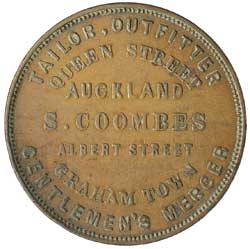 TAILOR, OUTFITTER
QUEEN STREET
AUCKLAND
S. COOMBES
ALBERT STREET
GRAHAM TOWN
GENTLEMEN'S MERCER